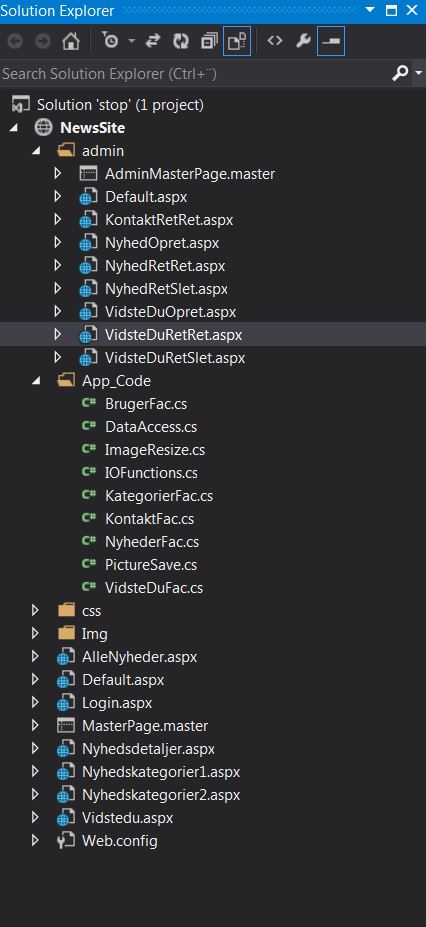 Solution Explorer
Search Solution Explorer (Ctrl+¨)
Solution 'stop' (1 project)
NewsSite
admin
AdminMasterPage.master
Default.aspx
KontaktRetRet.aspx
NyhedOpret.aspx
NyhedRetRet.aspx
NyhedRetSlet.aspx
VidsteDuOpret.aspx
VidsteDuRetRet.aspx
VidsteDuRetSlet.aspx
App_Code
C# BrugerFac.cs
C# DataAccess.cs
C# ImageResize.cs
C# IOFunctions.cs
C# KategorierFac.cs
C# KontaktFac.cs
C# NyhederFac.cs
C# PictureSave.cs
C# VidsteDuFac.cs
css
Img
AlleNyheder.aspx
Default.aspx
Login.aspx
MasterPage.master
Nyhedsdetaljer.aspx
Nyhedskategorier1.aspx
Nyhedskategorier2.aspx
Vidstedu.aspx
Web.config